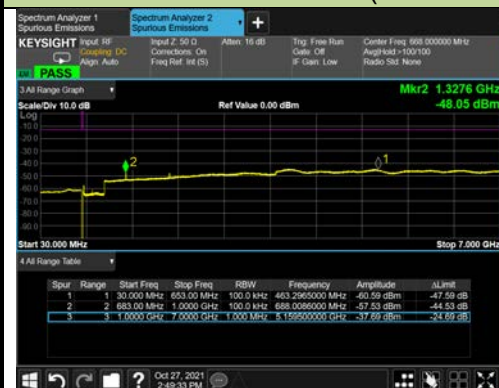 Spectrum Analyzer 1
Spurious Emissions
Spectrum Analyzer 2
Spurious Emissions
+
KEYSIGHT
Input: RF
Coupling: DC
Align: Auto
Input Z: 50 Ω
Corrections: On
Freq Ref: Int (S)
Atten: 16 dB
Trig: Free Run
Gate: Off
IF Gain: Low
Center Freq: 668.000000 MHz
Avg|Hold:>100/100
Radio Std: None
PASS
3 All Range Graph
Mkr2 1.3276 GHz
Scale/Div 10.0 dB
Ref Value 0.00 dBm
-48.05 dBm
Log
-10.0
-20.0
-30.0
-40.0
-50.0
-60.0
-70.0
-80.0
-90.0
2
1
Start 30.000 MHz
Stop 7.000 GHz
4 All Range Table
Spur Range Start Freq Stop Freq RBW Frequency Amplitude ΔLimit
1 1 30.000 MHz 653.00 MHz 100.0 kHz 463.2965000 MHz -60.59 dBm -47.59 dB
2 2 683.00 MHz 1.0000 GHz 100.0 kHz 688.0086000 MHz -57.53 dBm -44.53 dB
3 3 1.0000 GHz 7.0000 GHz 1.000 MHz 5.159500000 GHz -37.69 dBm -24.69 dB
?
Oct 27, 2021
2:49:33 PM